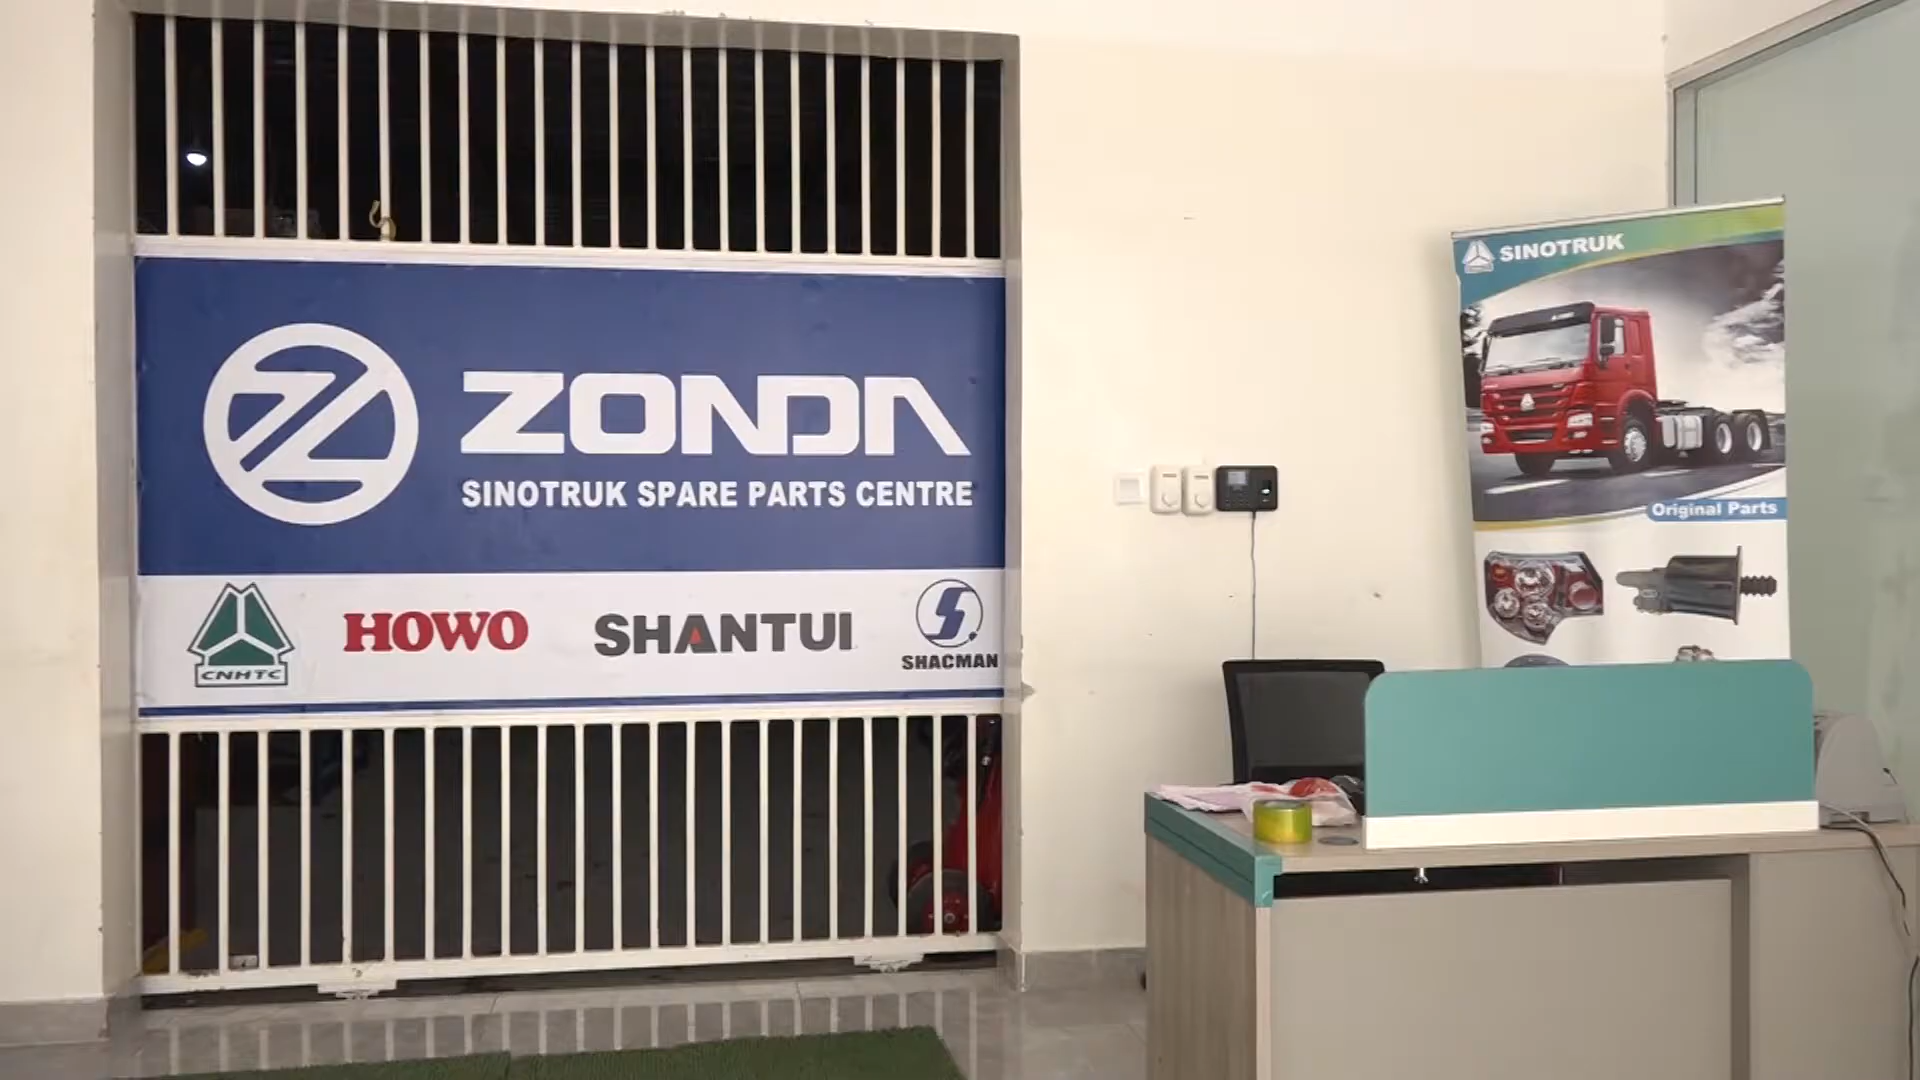 ZONDA
SINOTRUK SPARE PARTS CENTRE
CNHTC
HOWO
SHANTUI
SHACMAN
SINOTRUK
Original Parts